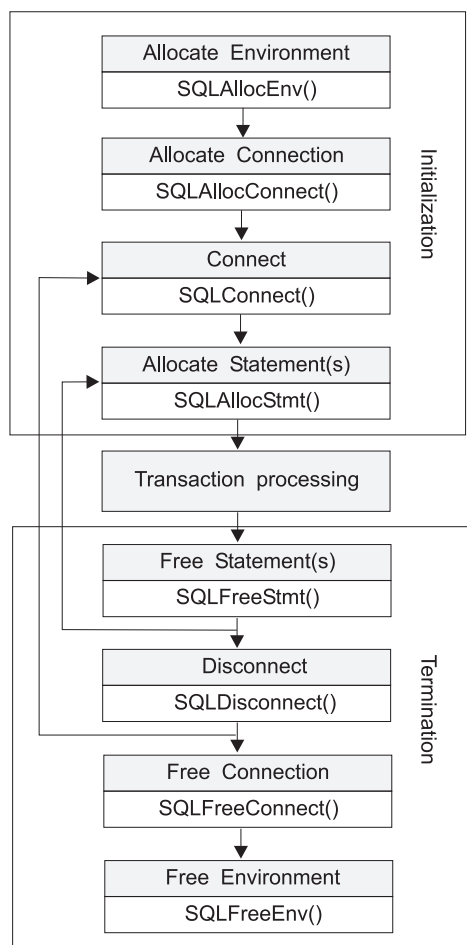 Allocate Environment
SQLAllocEnv()
Allocate Connection
SQLAllocConnect()
Initialization
Connect
SQLConnect()
Allocate Statement(s)
SQLAllocStmt()
Transaction processing
Free Statement(s)
SQLFreeStmt()
Disconnect
SQLDisconnect()
Termination
Free Connection
SQLFreeConnect()
Free Environment
SQLFreeEnv()